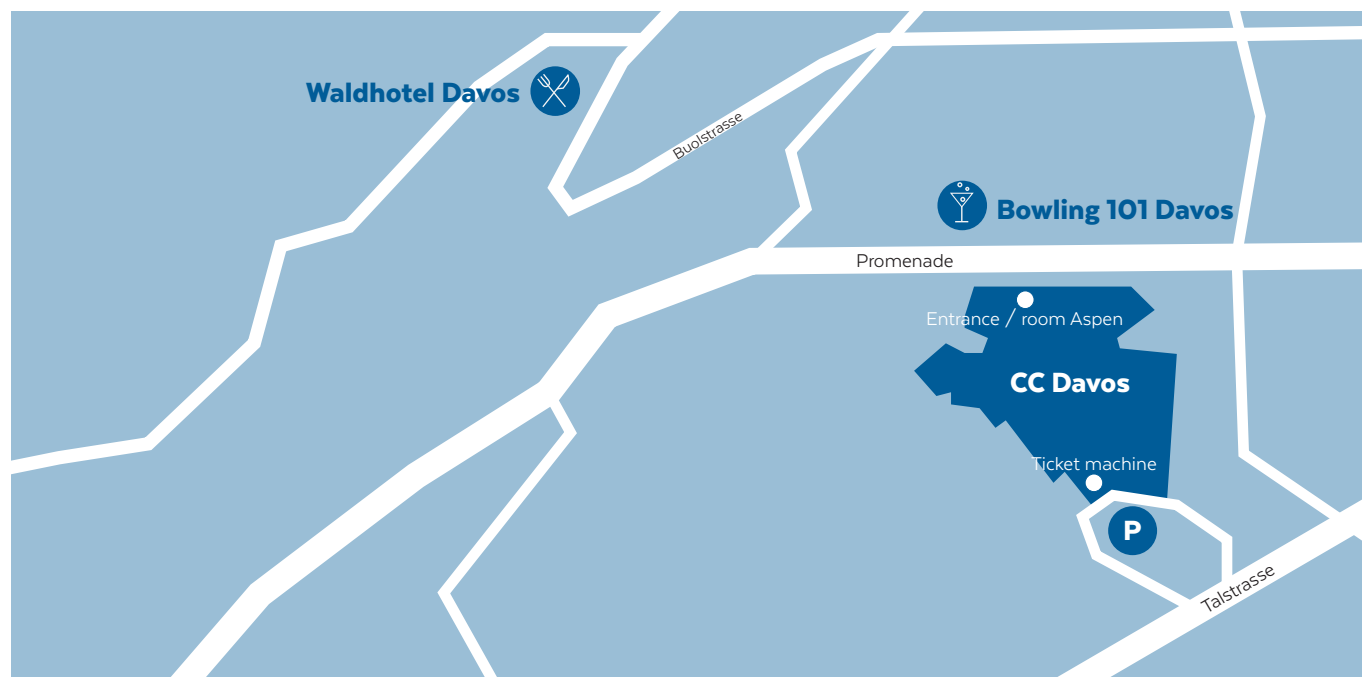 Waldhotel Davos
Buolstrasse
Bowling 101 Davos
Promenade
Entrance / room Aspen
CC Davos
Ticket machine
P
Talstrasse